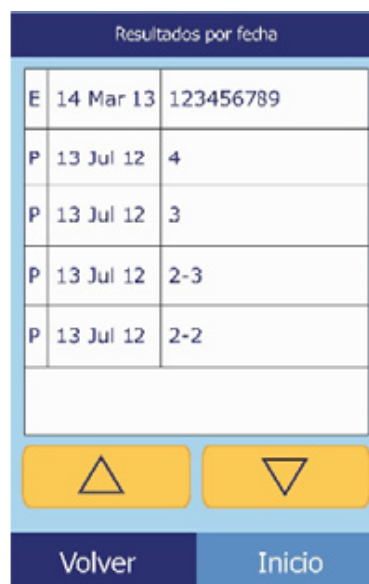 Resultados por fecha
E 14 Mar 13 123456789
P 13 Jul 12 4
P 13 Jul 12 3
P 13 Jul 12 2-3
P 13 Jul 12 2-2
Volver Inicio